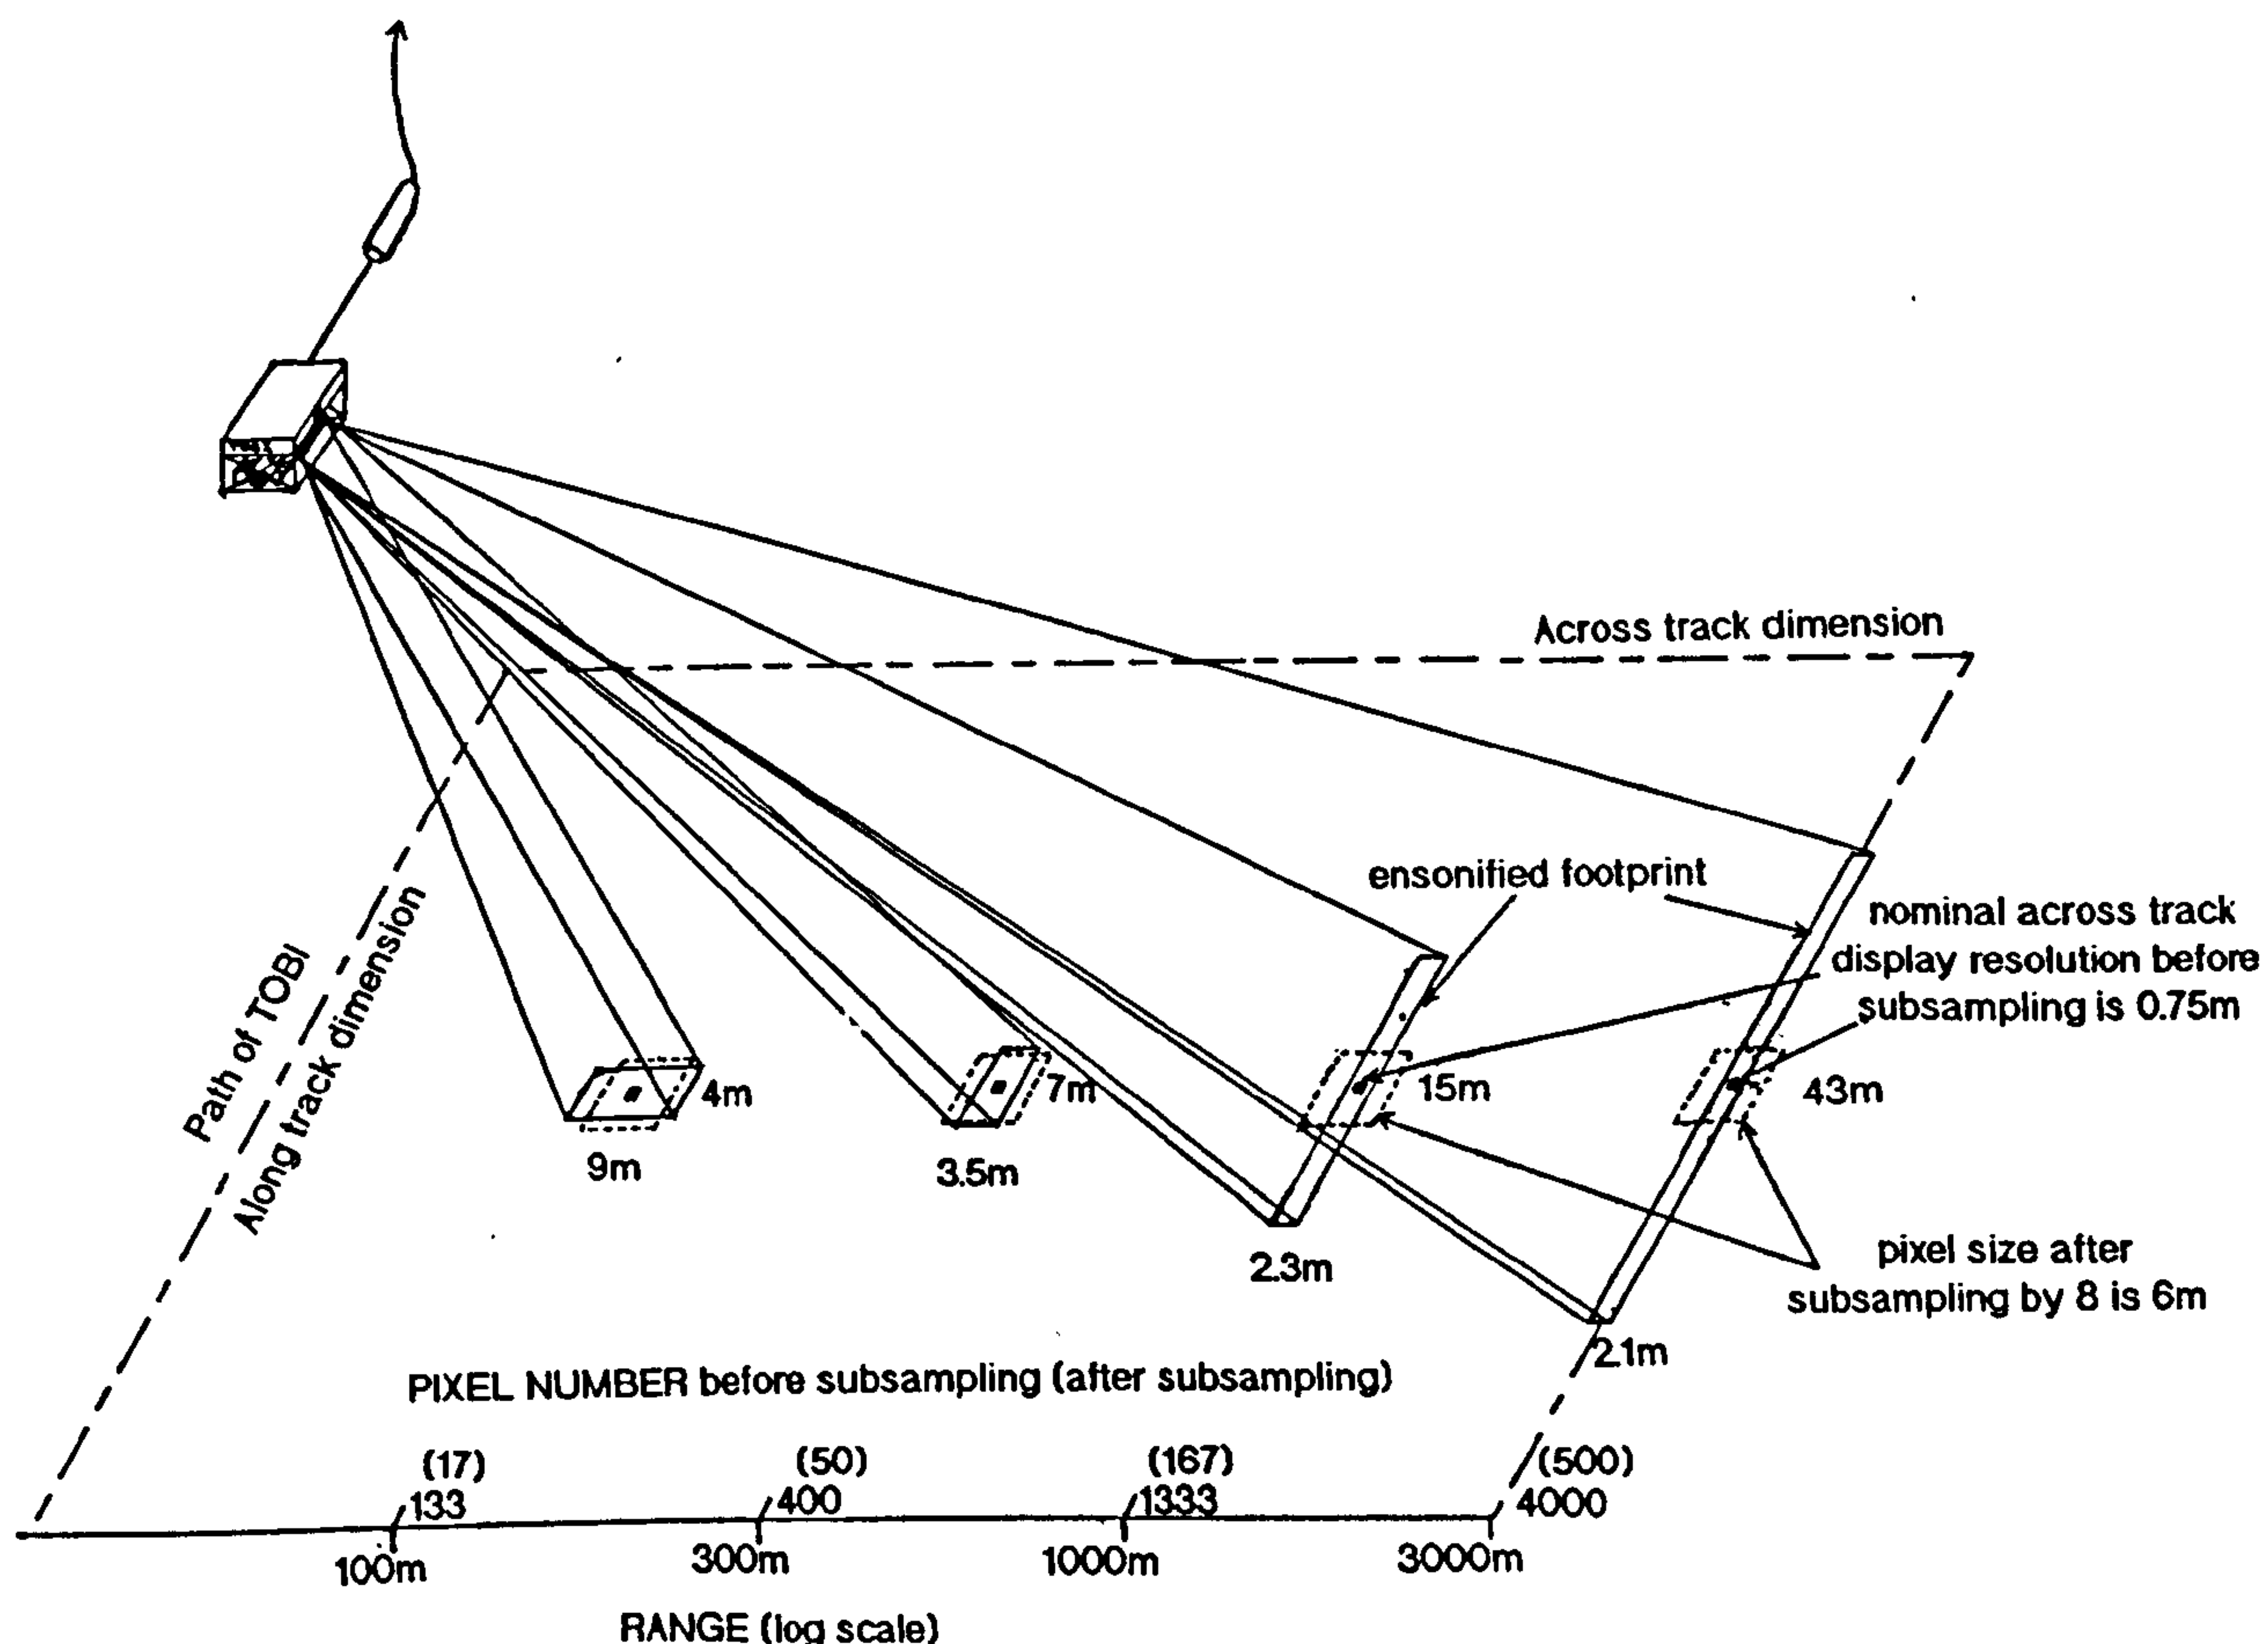 Across track dimension
ensonified footprint
nominal across track
display resolution before
subsampling is 0.75m
Path of TOBI
Along track dimension
4m
7m
15m
43m
9m
3.5m
2.3m
2.1m
pixel size after
subsampling by 8 is 6m
PIXEL NUMBER before subsampling (after subsampling)
(17)
(50)
(167)
(500)
133
400
1333
4000
100m
300m
1000m
3000m
RANGE (log scale)